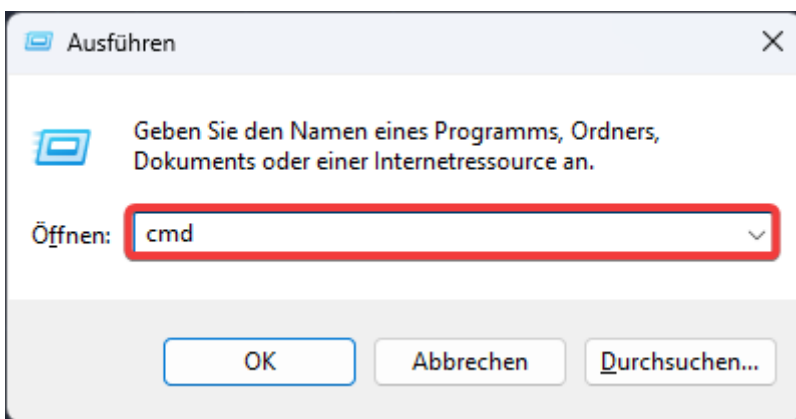 Ausführen
Geben Sie den Namen eines Programms, Ordners,
Dokuments oder einer Internetressource an.
Öffnen: cmd
OK Abbrechen Durchsuchen...